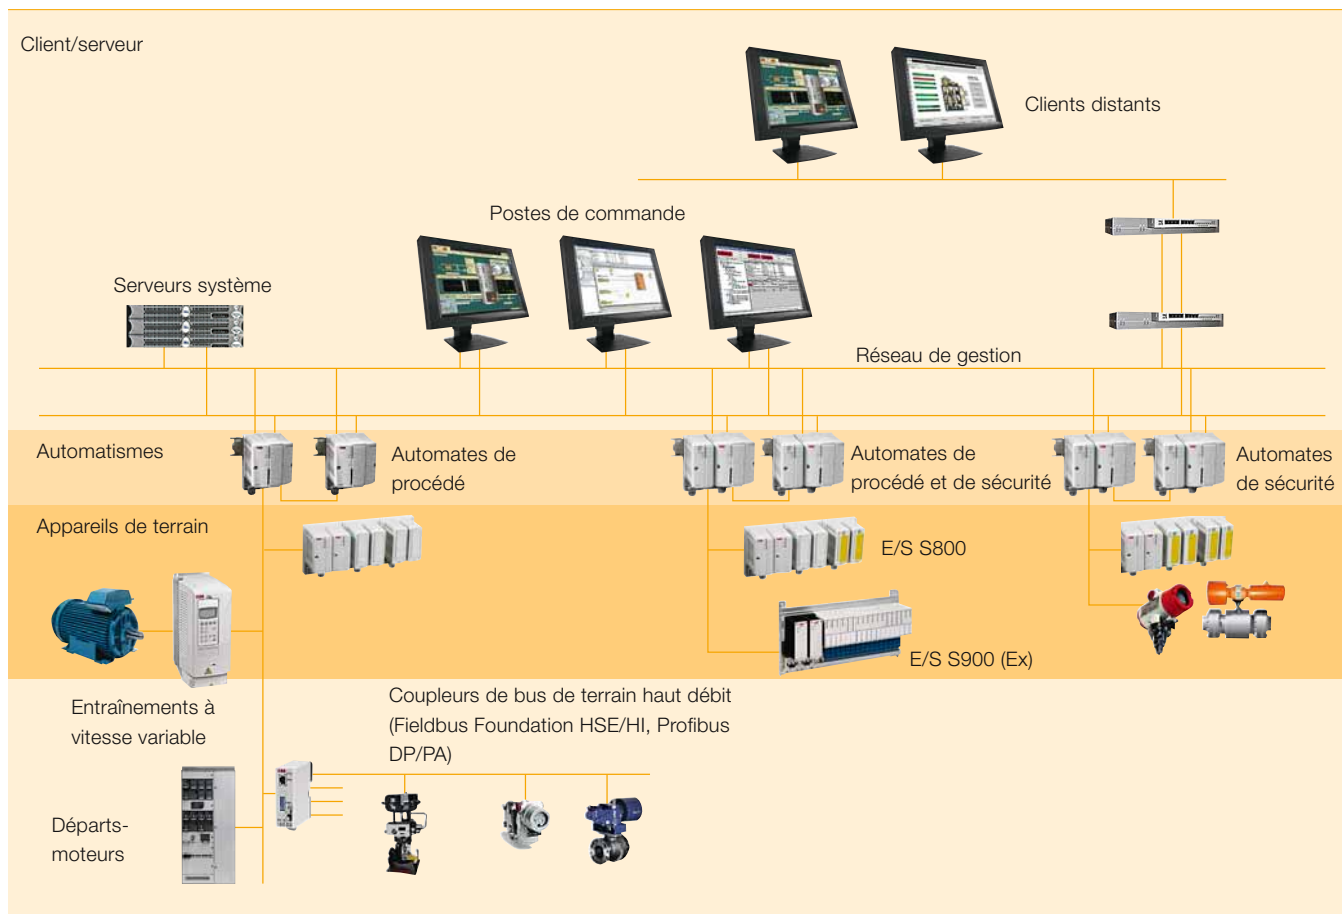 Client/serveur
Clients distants
Postes de commande
Serveurs système
Réseau de gestion
Automatismes
Automates de
procédé
Automates de
procédé et de sécurité
Automates
de sécurité
Appareils de terrain
E/S S800
E/S S900 (Ex)
Entraînements à
vitesse variable
Coupleurs de bus de terrain haut débit
(Fieldbus Foundation HSE/HI, Profibus
DP/PA)
Départs-
moteurs